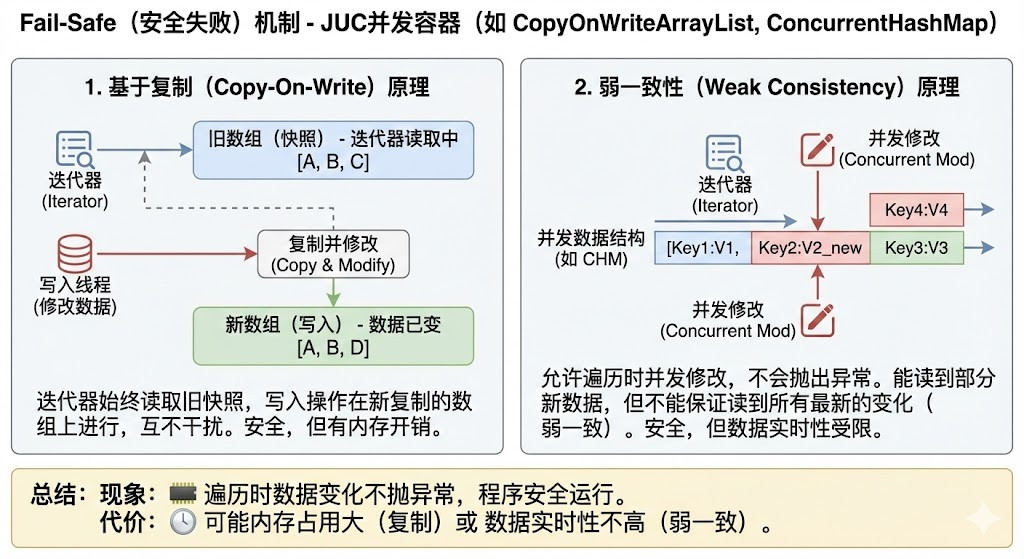 Fail-Safe（安全失败）机制 - JUC并发容器（如 CopyOnWriteArrayList, ConcurrentHashMap）
1. 基于复制（Copy-On-Write）原理
旧数组（快照） - 迭代器读取中
[A, B, C]
迭代器
(Iterator)
复制并修改
(Copy & Modify)
写入线程
(修改数据)
新数组（写入） - 数据已变
[A, B, D]
迭代器始终读取旧快照，写入操作在新复制的数
组上进行，互不干扰。安全，但有内存开销。
2. 弱一致性（Weak Consistency）原理
并发修改
(Concurrent Mod)
迭代器
(Iterator)
Key4:V4
并发数据结构
(如 CHM)
[Key1:V1,
Key2:V2_new
Key3:V3
并发修改
(Concurrent Mod)
允许遍历时并发修改，不会抛出异常。能读到部分
新数据，但不能保证读到所有最新的变化（
弱一致）。安全，但数据实时性受限。
总结：现象： 遍历时数据变化不抛异常，程序安全运行。
代价： 可能内存占用大（复制）或 数据实时性不高（弱一致）。